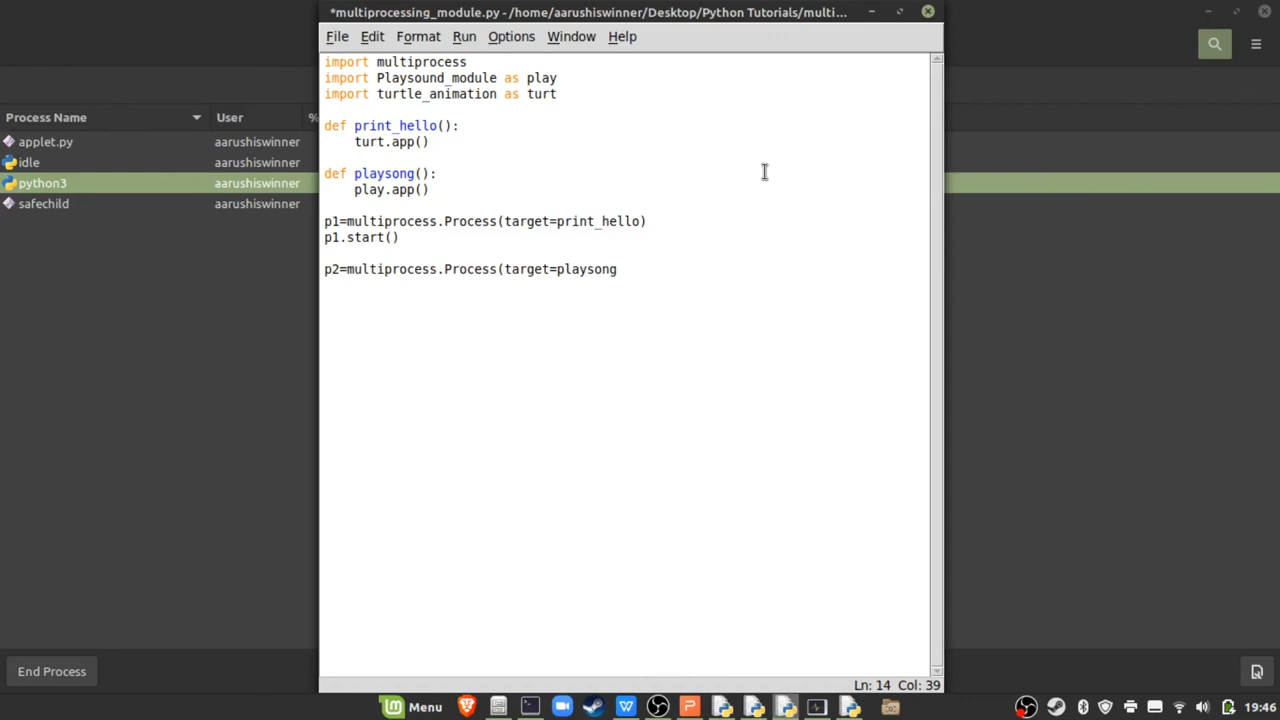 *multiprocessing_module.py - /home/aarushiswinner/Desktop/Python Tutorials/multi...
File Edit Format Run Options Window Help
Process Name User %
applet.py aarushiswinner
idle aarushiswinner
python3 aarushiswinner
safechild aarushiswinner
import multiprocess
import Playsound_module as play
import turtle_animation as turt
def print_hello():
    turt.app()
def playsong():
    play.app()
p1=multiprocess.Process(target=print_hello)
p1.start()
p2=multiprocess.Process(target=playsong
End Process
Ln: 14 Col: 39
Menu 19:46